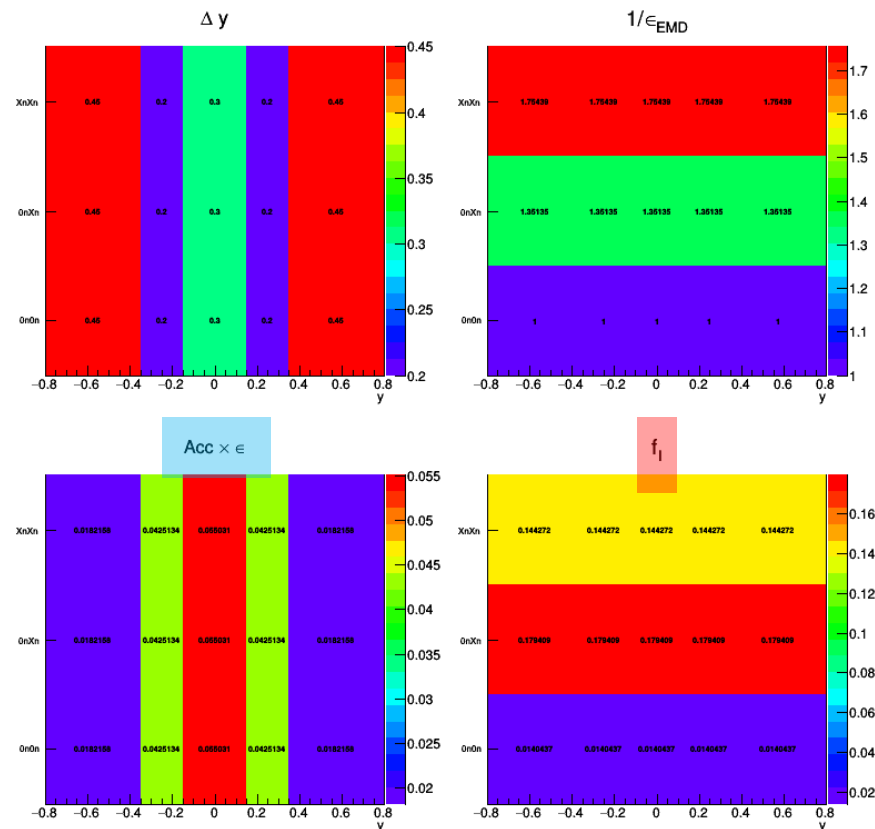 Δ y
0.45
0.4
0.35
0.3
0.25
0.2
XnXn 0.45 0.2 0.3 0.2 0.45
0nXn 0.45 0.2 0.3 0.2 0.45
0n0n 0.45 0.2 0.3 0.2 0.45
−0.8 −0.6 −0.4 −0.2 0 0.2 0.4 0.6 0.8
y
1/ϵEMD
1.7
1.6
1.5
1.4
1.3
1.2
1.1
1
XnXn 1.75439 1.75439 1.75439 1.75439 1.75439
0nXn 1.35135 1.35135 1.35135 1.35135 1.35135
0n0n 1 1 1 1 1
−0.8 −0.6 −0.4 −0.2 0 0.2 0.4 0.6 0.8
y
Acc × ϵ
0.055
0.05
0.045
0.04
0.035
0.03
0.025
0.02
XnXn 0.0182158 0.0425134 0.055031 0.0425134 0.0182158
0nXn 0.0182158 0.0425134 0.055031 0.0425134 0.0182158
0n0n 0.0182158 0.0425134 0.055031 0.0425134 0.0182158
−0.8 −0.6 −0.4 −0.2 0 0.2 0.4 0.6 0.8
y
fI
0.16
0.14
0.12
0.1
0.08
0.06
0.04
0.02
XnXn 0.144272 0.144272 0.144272 0.144272 0.144272
0nXn 0.179409 0.179409 0.179409 0.179409 0.179409
0n0n 0.0140437 0.0140437 0.0140437 0.0140437 0.0140437
−0.8 −0.6 −0.4 −0.2 0 0.2 0.4 0.6 0.8
y